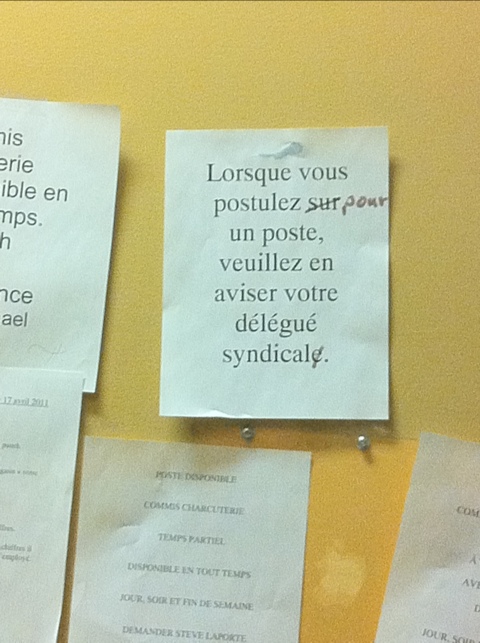 nis
erie
ible en
mps.
h
nce
ael
Lorsque vous
postulez sur pour
un poste,
veuillez en
aviser votre
délégué
syndicale.
17 avril 2011
POSTE DISPONIBLE
COMMIS CHARCUTERIE
TEMPS PARTIEL
DISPONIBLE EN TOUT TEMPS
JOUR, SOIR ET FIN DE SEMAINE
DEMANDER STEVE LAPORTE
COM
A
AVE
D
JOUR, SOIR